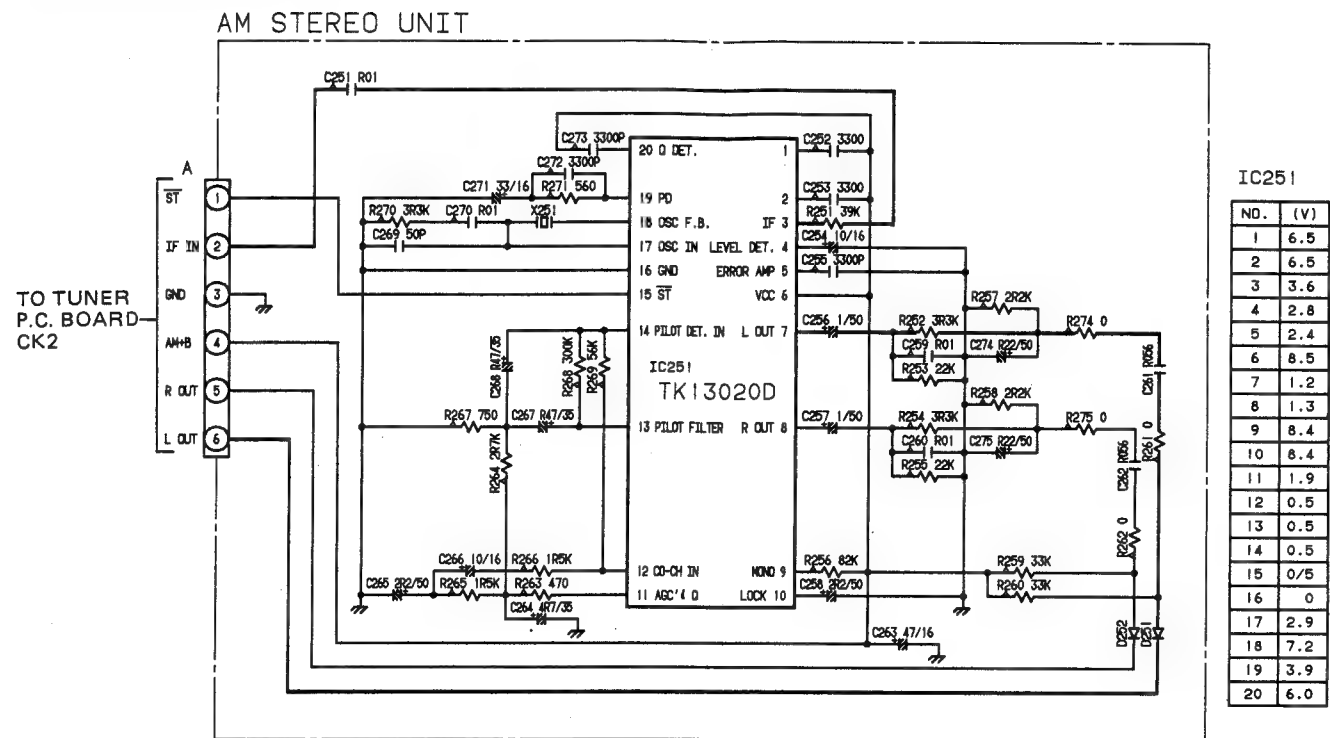 AM STEREO UNIT
C251 R01
C273 3300P
C272 3300P
C271 33/16
R271 560
R270 3R3K
C270 R01
X251
C269 50P
20 Q DET.
19 PD
18 OSC F.B.
17 OSC IN
16 GND
15 ST
14 PILOT DET. IN
13 PILOT FILTER
12 CO-CH IN
11 AGC'd Q
1
2
IF 3
LEVEL DET. 4
ERROR AMP 5
VCC 6
L OUT 7
R OUT 8
MONO 9
LOCK 10
IC251
TK13020D
C252 3300
C253 3300
R251 39K
C254 10/16
C255 3300P
C256 1/50
R252 3R3K
C259 R01
R253 22K
R257 2R2K
C274 R22/50
R274 0
C261 R056
R261 0
C257 1/50
R254 3R3K
C260 R01
R255 22K
R258 2R2K
C275 R22/50
R275 0
C262 R056
R262 0
R256 82K
C258 2R2/50
R259 33K
R260 33K
D252
D251
C263 47/16
C268 R47/35
R268 300K
R269 56K
R267 750
C267 R47/35
R264 2R7K
C266 10/16
R266 1R5K
C265 2R2/50
R265 1R5K
R263 470
C264 4R7/35
A
ST 1
IF IN 2
GND 3
AM+B 4
R OUT 5
L OUT 6
TO TUNER
P.C. BOARD
CK2
IC251
NO. (V)
1 6.5
2 6.5
3 3.6
4 2.8
5 2.4
6 8.5
7 1.2
8 1.3
9 8.4
10 8.4
11 1.9
12 0.5
13 0.5
14 0.5
15 0/5
16 0
17 2.9
18 7.2
19 3.9
20 6.0